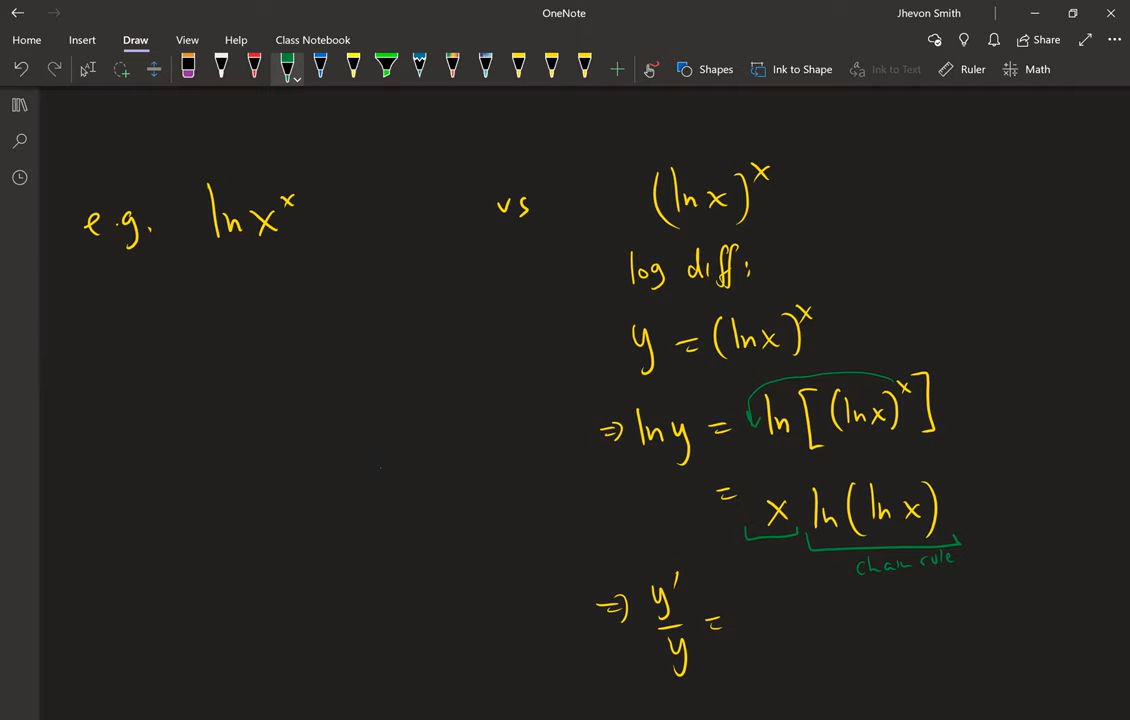 OneNote
Jhevon Smith
Home Insert Draw View Help Class Notebook
Share
Shapes Ink to Shape Ink to Text Ruler Math
e.g. ln xˣ vs (ln x)ˣ
log diff:
y = (ln x)ˣ
⇒ ln y = ln[(ln x)ˣ]
= x ln(ln x)
chain rule
⇒ y'/y =